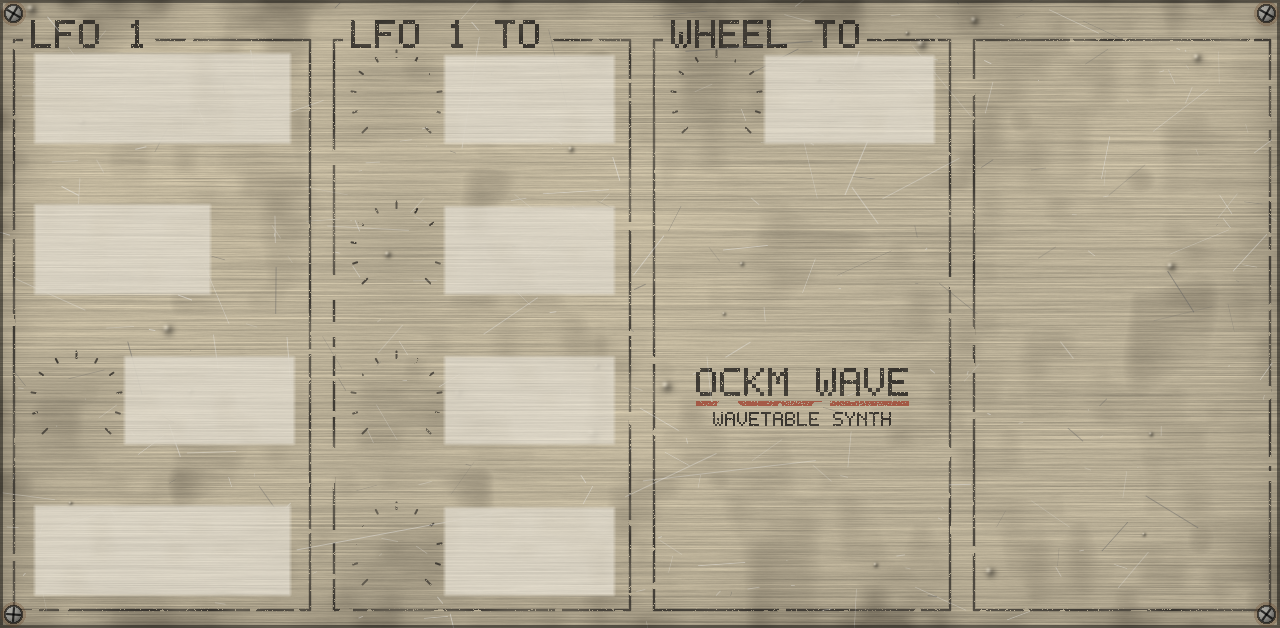 LFO 1
LFO 1 TO
WHEEL TO
OCKM WAVE
WAVETABLE SYNTH